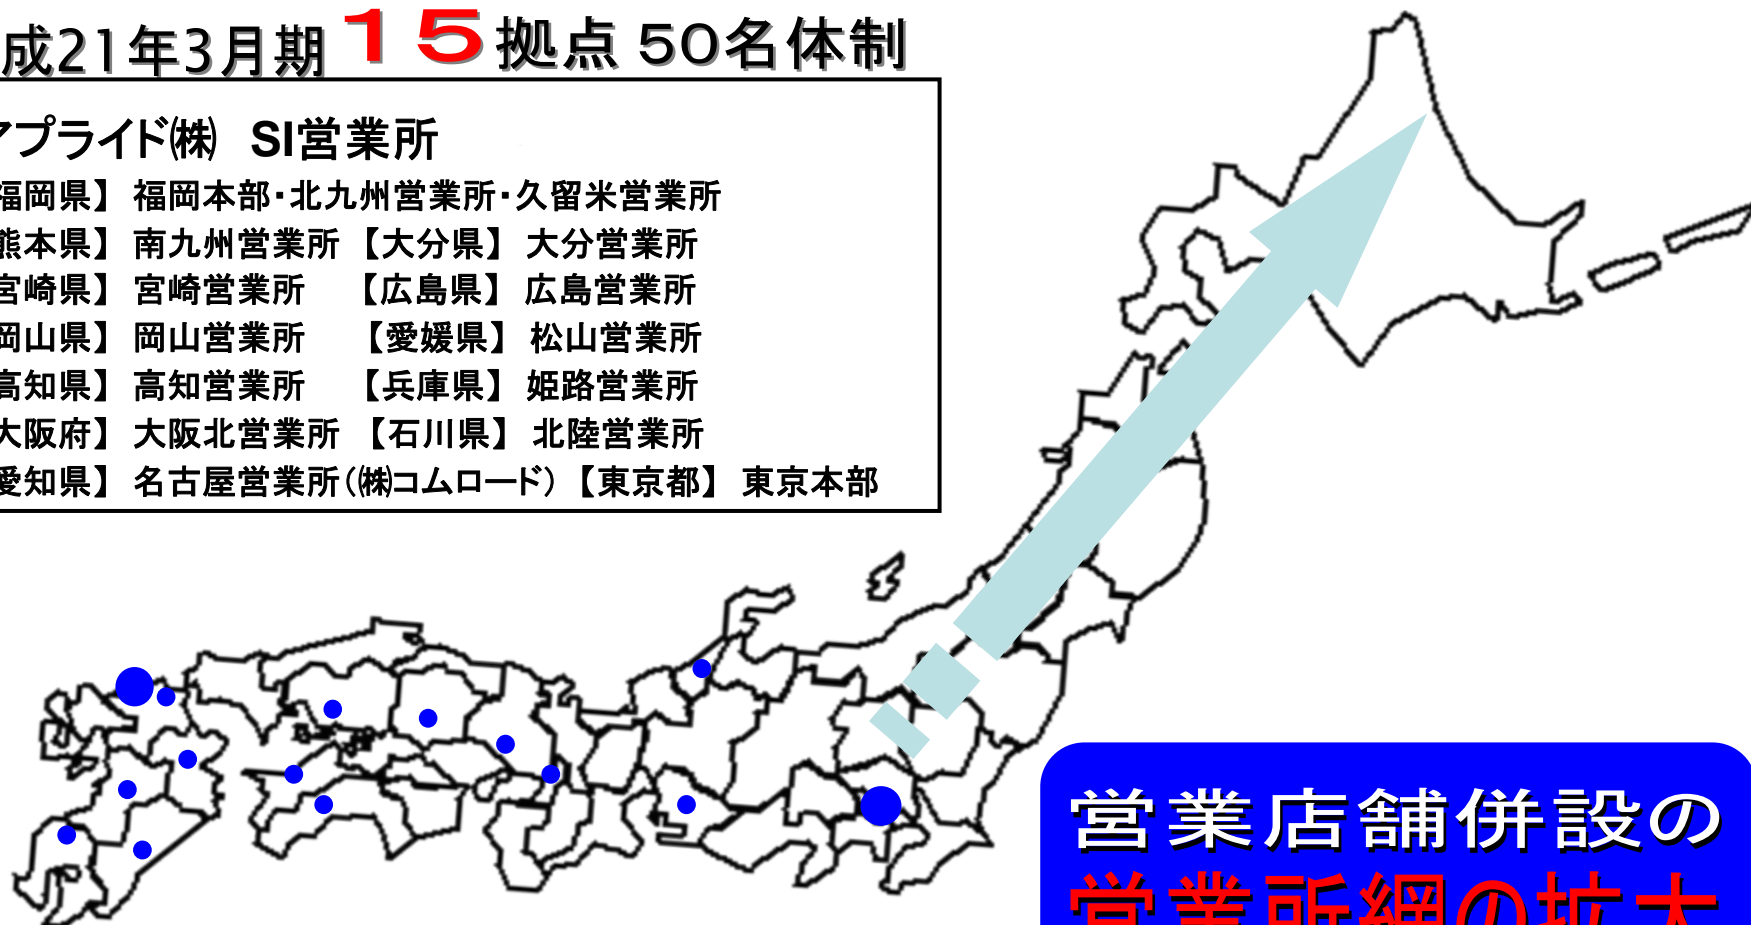 成21年3月期 15拠点 50名体制
アプライド㈱ SI営業所
福岡県】 福岡本部・北九州営業所・久留米営業所
熊本県】 南九州営業所 【大分県】 大分営業所
宮崎県】 宮崎営業所 【広島県】 広島営業所
岡山県】 岡山営業所 【愛媛県】 松山営業所
高知県】 高知営業所 【兵庫県】 姫路営業所
大阪府】 大阪北営業所 【石川県】 北陸営業所
愛知県】 名古屋営業所(㈱コムロード) 【東京都】 東京本部
営業店舗併設の
営業所網の拡大